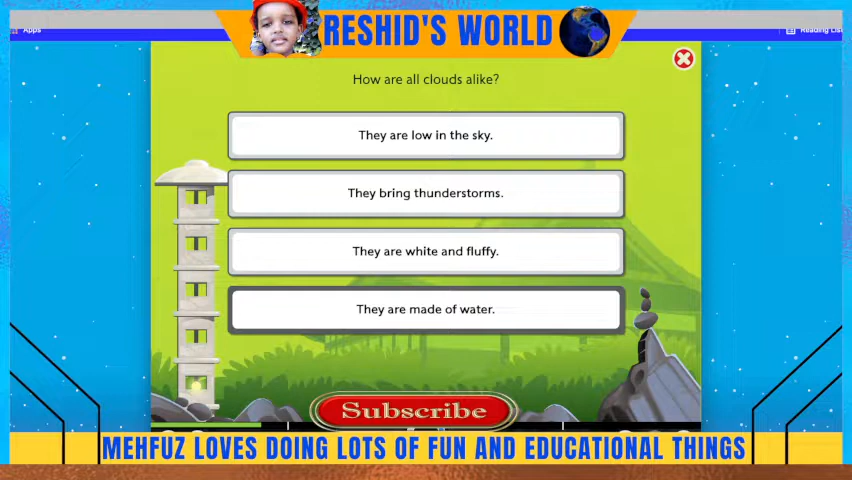 RESHID'S WORLD
Apps
Reading List
How are all clouds alike?
They are low in the sky.
They bring thunderstorms.
They are white and fluffy.
They are made of water.
Subscribe
MEHFUZ LOVES DOING LOTS OF FUN AND EDUCATIONAL THINGS